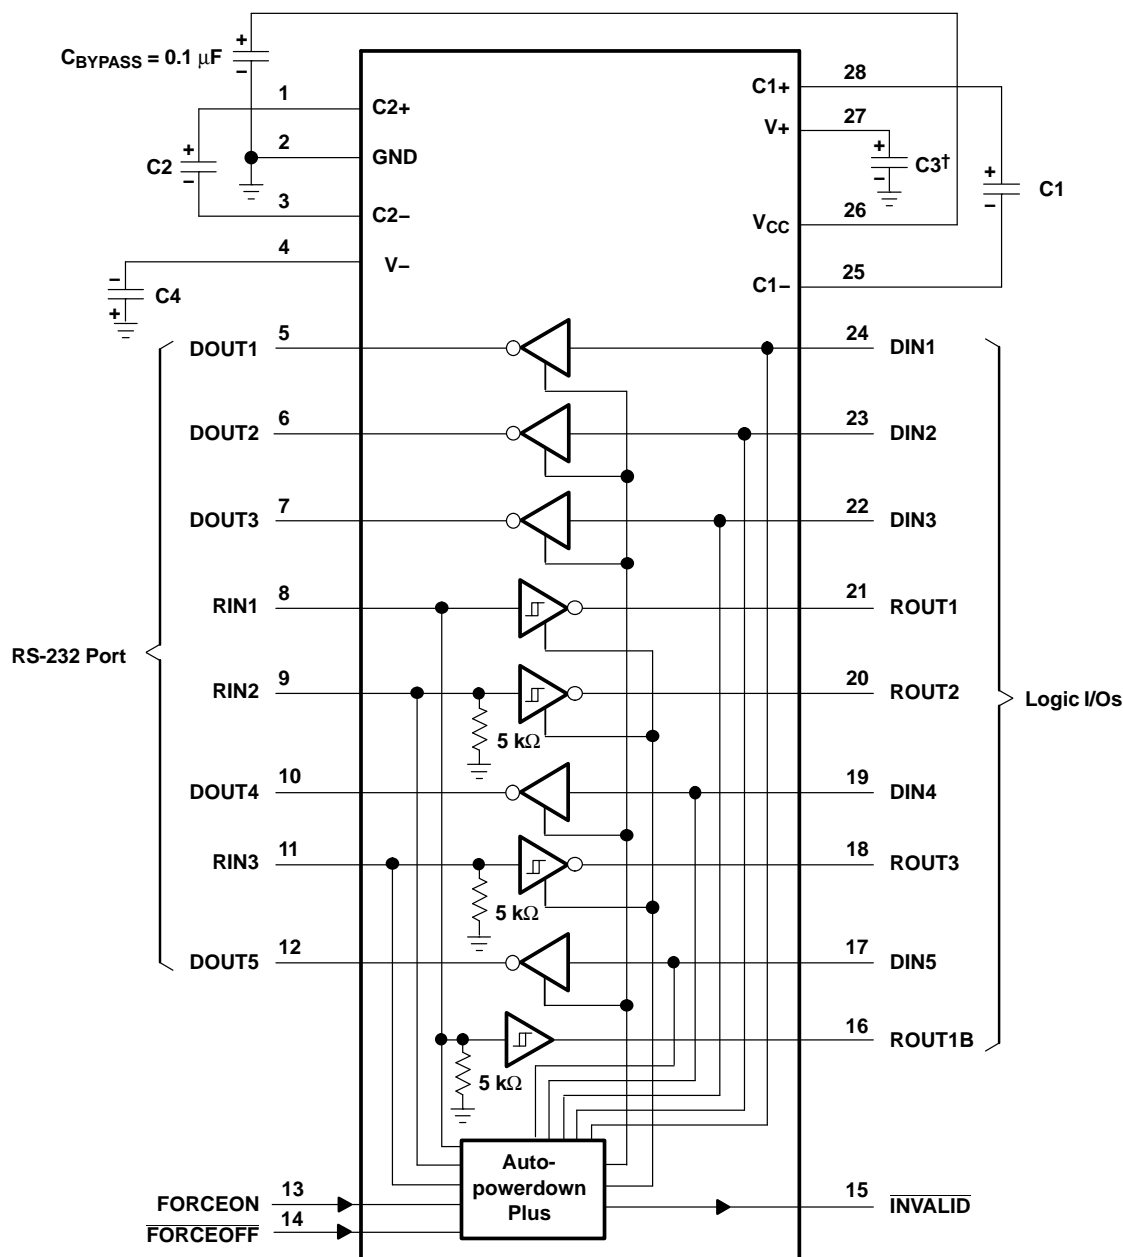 C_BYPASS = 0.1 μF
+
−
1
C2+
28
C1+
27
V+
2
GND
C2
+
−
C3†
+
−
C1
+
−
3
C2−
26
V_CC
4
V−
25
C1−
−
C4
+
DOUT1
5
24
DIN1
DOUT2
6
23
DIN2
DOUT3
7
22
DIN3
RIN1
8
21
ROUT1
RS-232 Port
RIN2
9
20
ROUT2
Logic I/Os
5 kΩ
DOUT4
10
19
DIN4
RIN3
11
18
ROUT3
5 kΩ
DOUT5
12
17
DIN5
16
ROUT1B
5 kΩ
Auto-
powerdown
Plus
FORCEON
13
15
I̅N̅V̅A̅L̅I̅D̅
F̅O̅R̅C̅E̅O̅F̅F̅
14